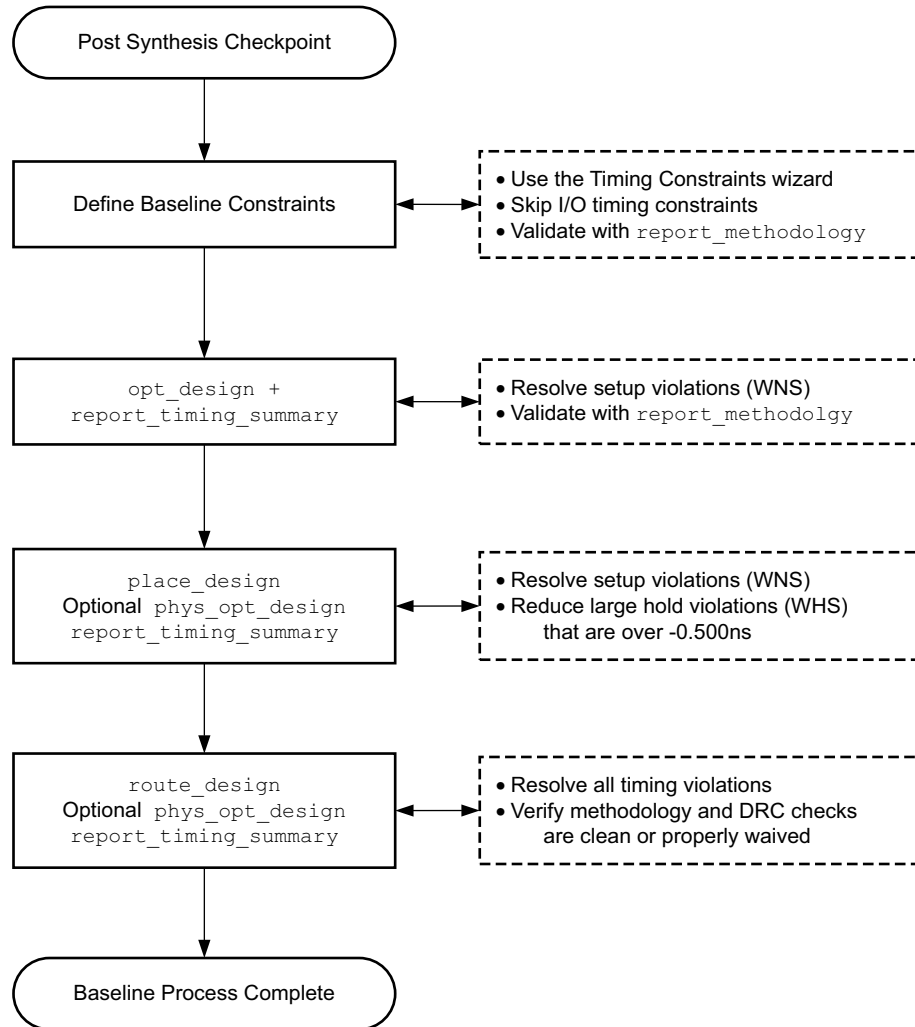 Post Synthesis Checkpoint
Define Baseline Constraints
• Use the Timing Constraints wizard
• Skip I/O timing constraints
• Validate with report_methodology
opt_design +
report_timing_summary
• Resolve setup violations (WNS)
• Validate with report_methodolgy
place_design
Optional phys_opt_design
report_timing_summary
• Resolve setup violations (WNS)
• Reduce large hold violations (WHS)
that are over -0.500ns
route_design
Optional phys_opt_design
report_timing_summary
• Resolve all timing violations
• Verify methodology and DRC checks
are clean or properly waived
Baseline Process Complete